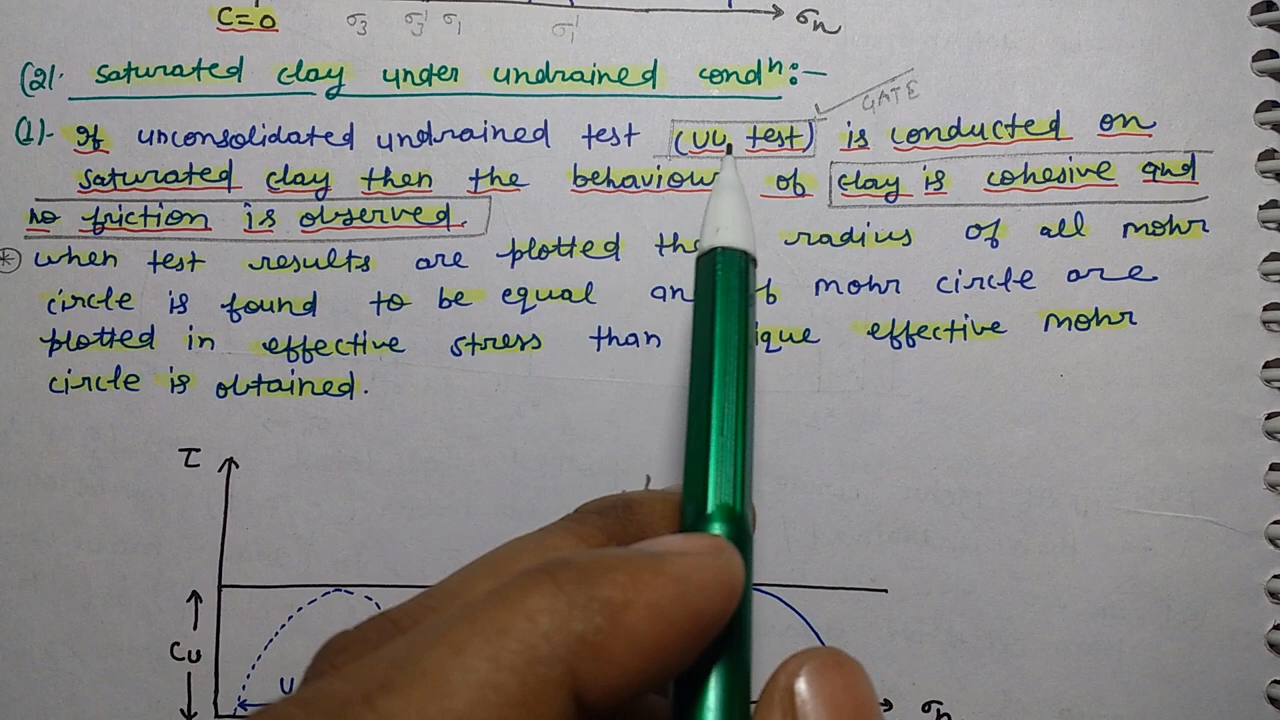 C=0 σ3 σ3' σ1 σ1' σn
(2). saturated clay under undrained condn:-
GATE
(1)- If unconsolidated undrained test (UU test) is conducted on
saturated clay then the behaviour of clay is cohesive and
no friction is observed.
* when test results are plotted radius of all mohr
circle is found to be equal mohr circle are
plotted in effective stress than effective mohr
circle is obtained.
τ
Cu
U
σn